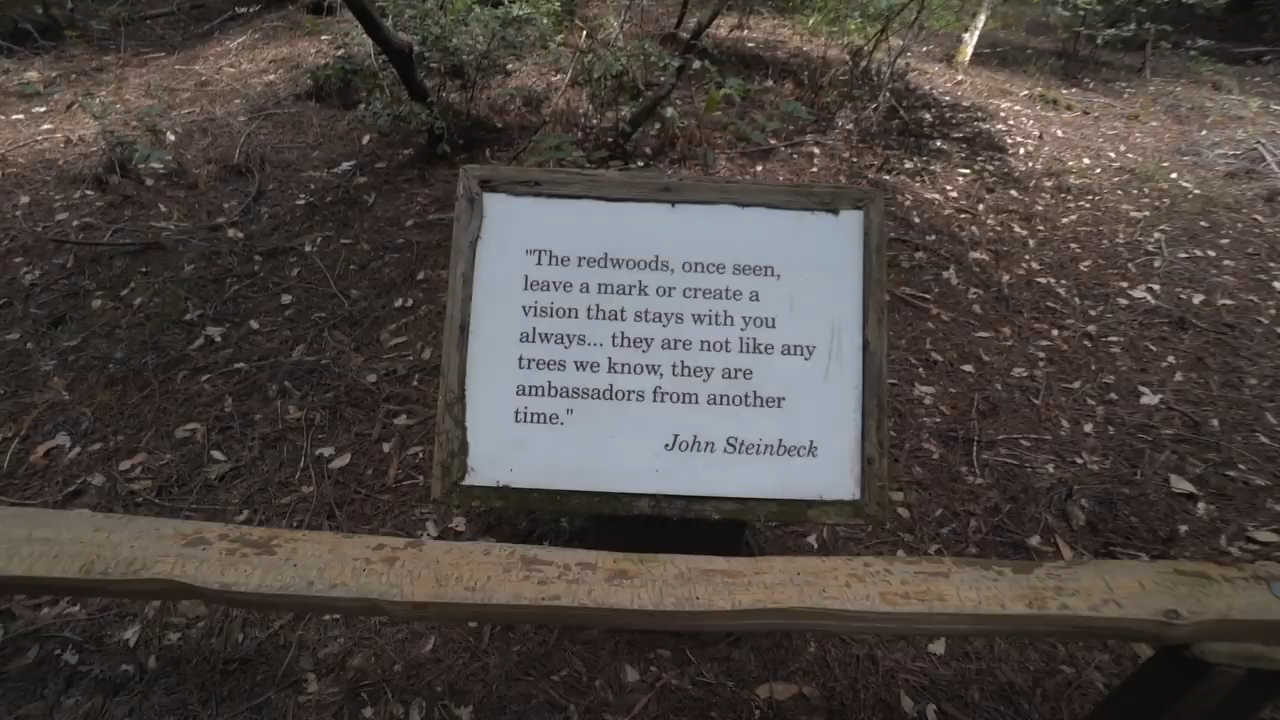 "The redwoods, once seen,
leave a mark or create a
vision that stays with you
always... they are not like any
trees we know, they are
ambassadors from another
time."
John Steinbeck